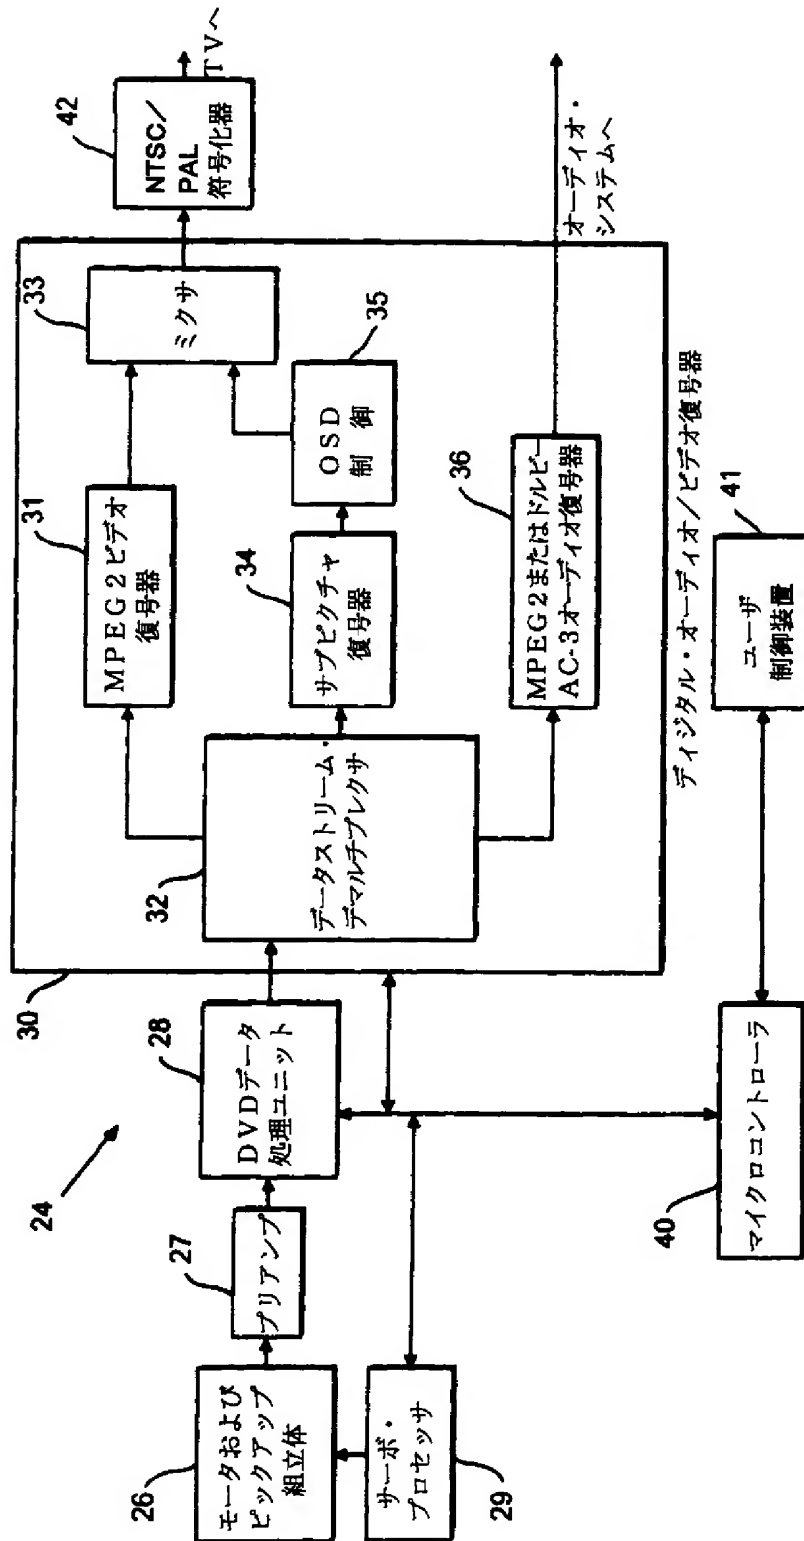 24
26
モータおよび
ピックアップ
組立体
27
プリアンプ
28
DVDデータ
処理ユニット
29
サーボ・
プロセッサ
30
32
データストリーム・
デマルチプレクサ
31
MPEG2ビデオ
復号器
34
サブピクチャ
復号器
35
OSD
制 御
33
ミクサ
36
MPEG2またはドルビー
AC-3オーディオ復号器
42
NTSC/
PAL
符号化器
TVへ
オーディオ・
システムへ
ディジタル・オーディオ/ビデオ復号器
40
マイクロコントローラ
41
ユーザ
制御装置